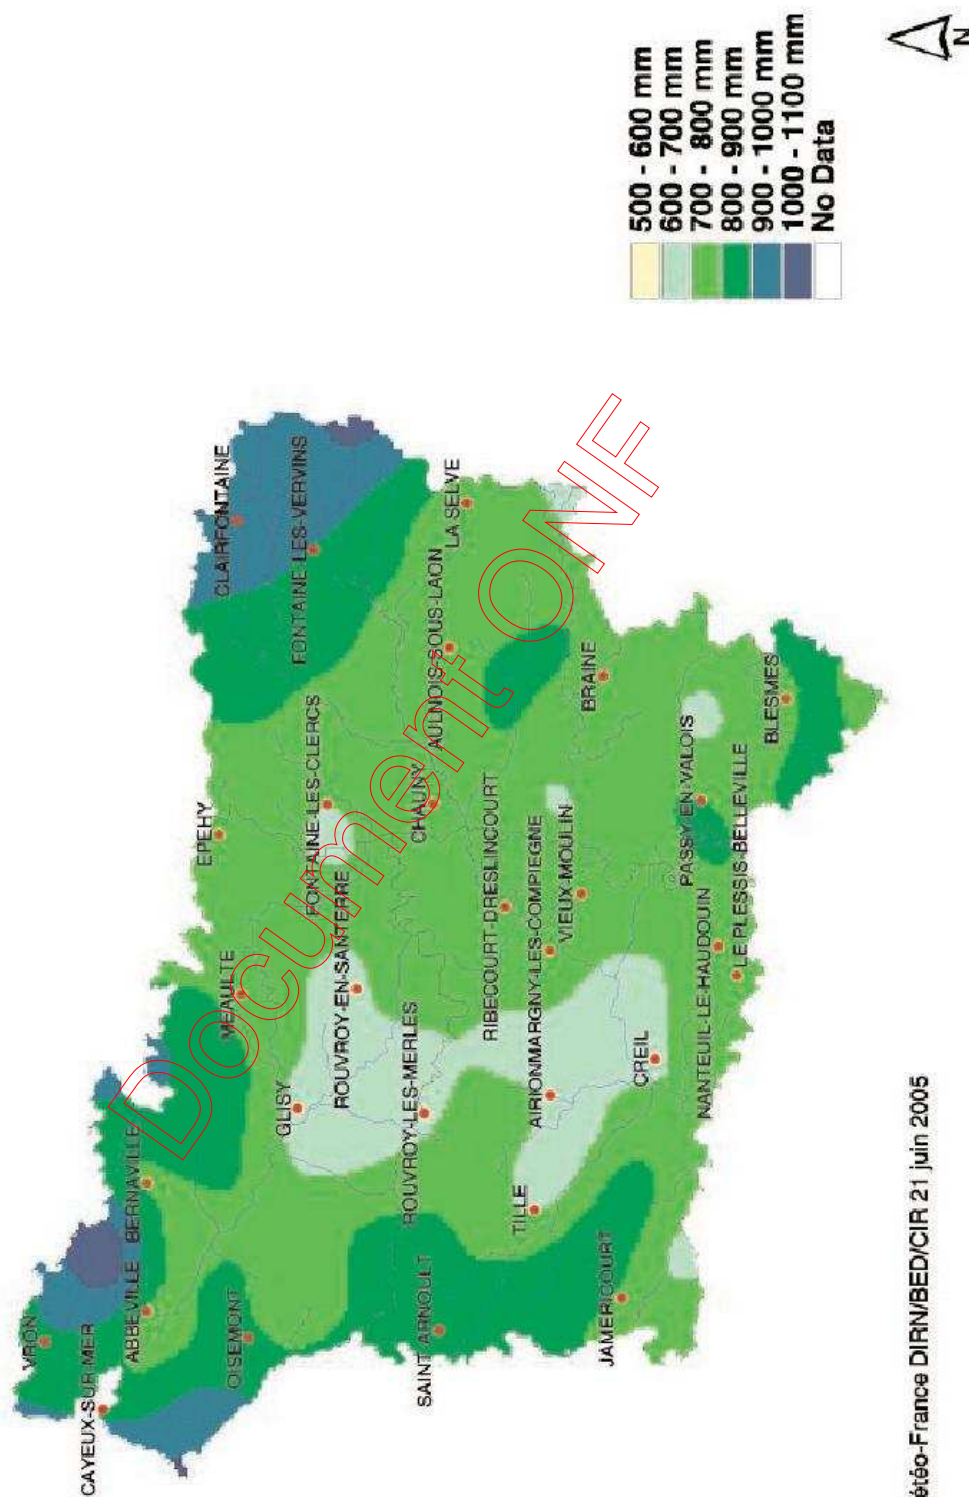 500 - 600 mm
600 - 700 mm
700 - 800 mm
800 - 900 mm
900 - 1000 mm
1000 - 1100 mm
No Data
N
VRON
CAYEUX-SUR-MER
ABBEVILLE
BERNAVILLE
OISEMONT
MEAULTE
EPEHY
CLAIRFONTAINE
FONTAINE-LES-VERVINS
GLISY
ROUVROY-EN-SANTERRE
FONTAINE-LES-CLERCS
SAINT-ARNOULT
ROUVROY-LES-MERLES
CHAUNY
AULNOIS-SOUS-LAON
LA SELVE
RIBECOURT-DRESLINCOURT
TILLE
AIRION
MARGNY-LES-COMPIEGNE
VIEUX-MOULIN
BRAINE
JAMERICOURT
CREIL
NANTEUIL-LE-HAUDOUIN
LE PLESSIS-BELLEVILLE
PASSY-EN-VALOIS
BLESMES
Document ONF
étéo-France DIRN/BED/CIR 21 juin 2005